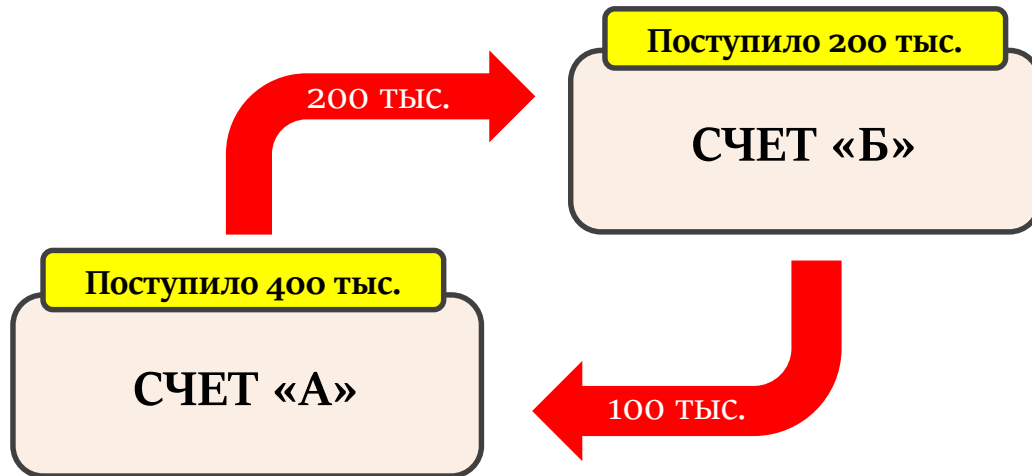 Поступило 200 тыс.
200 тыс.
СЧЕТ «Б»
Поступило 400 тыс.
СЧЕТ «А»
100 тыс.